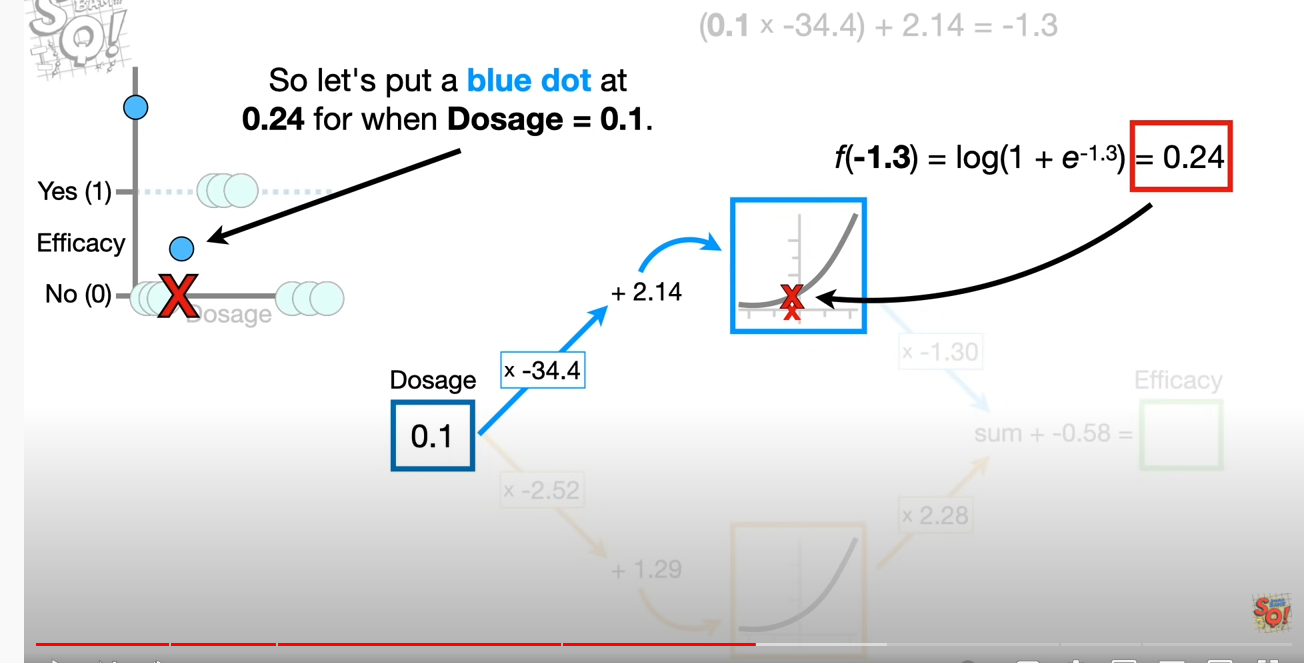 SQ!
(0.1 x -34.4) + 2.14 = -1.3
So let's put a blue dot at
0.24 for when Dosage = 0.1.
f(-1.3) = log(1 + e^-1.3) = 0.24
Yes (1)
Efficacy
No (0)
Dosage
+ 2.14
x -34.4
Dosage
0.1
x -1.30
Efficacy
sum + -0.58 =
x -2.52
x 2.28
+ 1.29
SQ!